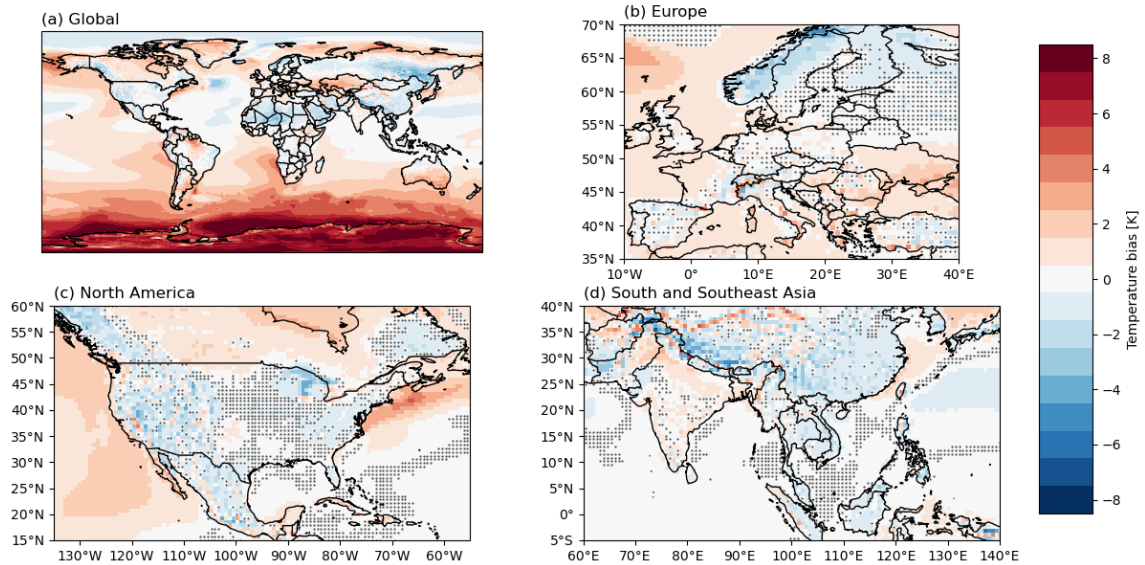 (a) Global
(b) Europe
70°N
65°N
60°N
55°N
50°N
45°N
40°N
35°N
10°W 0° 10°E 20°E 30°E 40°E
(c) North America
60°N
55°N
50°N
45°N
40°N
35°N
30°N
25°N
20°N
15°N
130°W 120°W 110°W 100°W 90°W 80°W 70°W 60°W
(d) South and Southeast Asia
40°N
35°N
30°N
25°N
20°N
15°N
10°N
5°N
0°
5°S
60°E 70°E 80°E 90°E 100°E 110°E 120°E 130°E 140°E
8
6
4
2
0
−2
−4
−6
−8
Temperature bias [K]